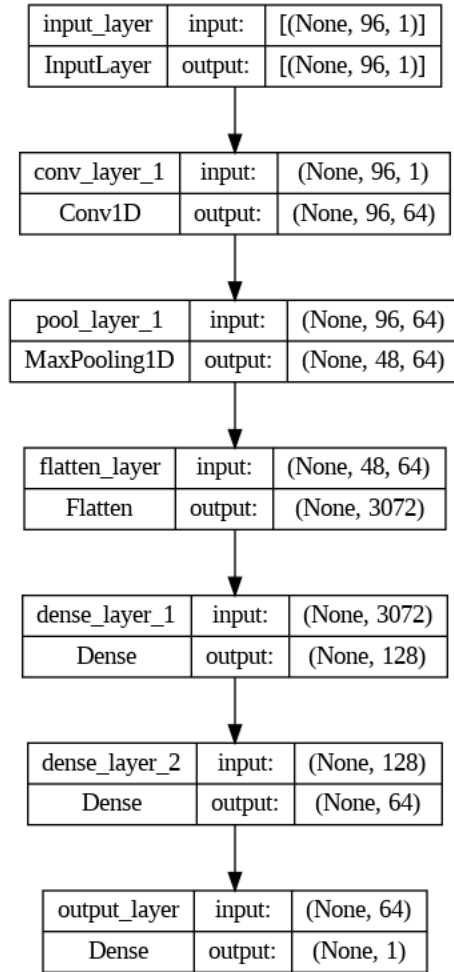 input_layer input: [(None, 96, 1)]
InputLayer output: [(None, 96, 1)]
conv_layer_1 input: (None, 96, 1)
Conv1D output: (None, 96, 64)
pool_layer_1 input: (None, 96, 64)
MaxPooling1D output: (None, 48, 64)
flatten_layer input: (None, 48, 64)
Flatten output: (None, 3072)
dense_layer_1 input: (None, 3072)
Dense output: (None, 128)
dense_layer_2 input: (None, 128)
Dense output: (None, 64)
output_layer input: (None, 64)
Dense output: (None, 1)